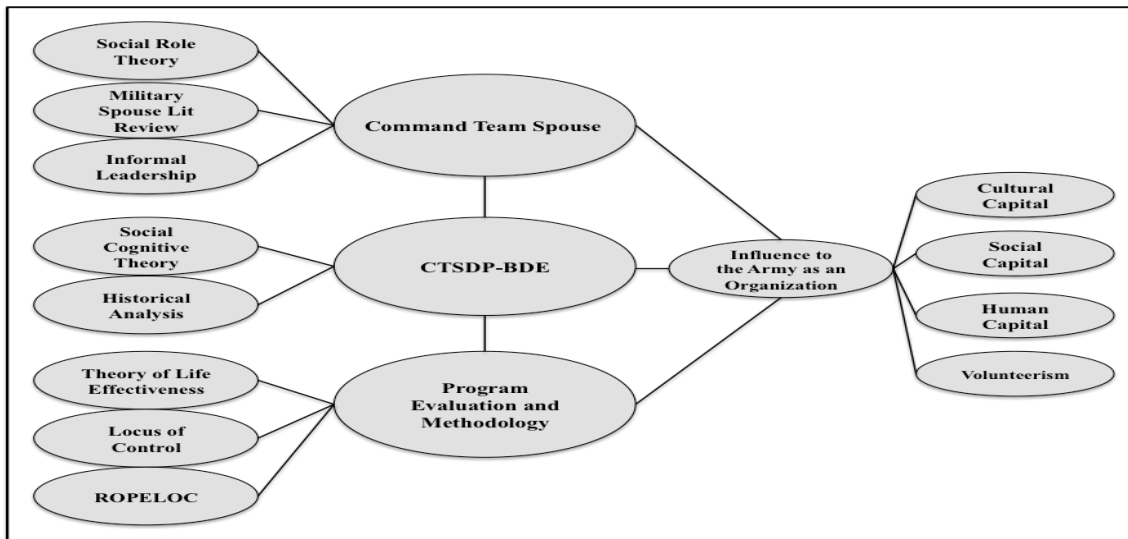 Social Role
Theory
Military
Spouse Lit
Review
Informal
Leadership
Social
Cognitive
Theory
Historical
Analysis
Theory of Life
Effectiveness
Locus of
Control
ROPELOC
Command Team Spouse
CTSDP-BDE
Program
Evaluation and
Methodology
Influence to
the Army as an
Organization
Cultural
Capital
Social
Capital
Human
Capital
Volunteerism